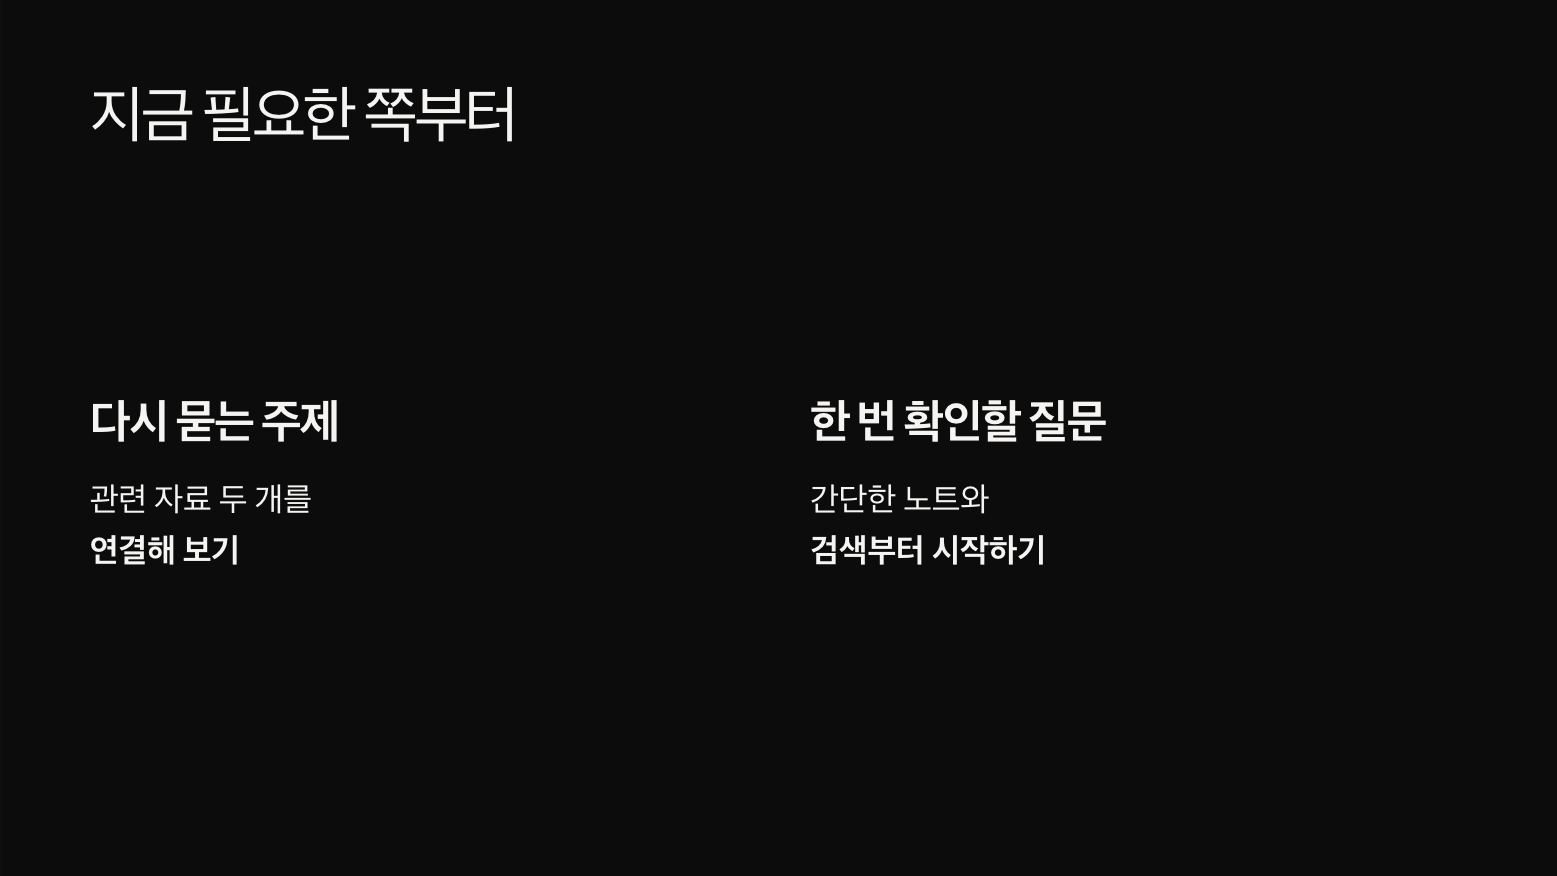 지금 필요한 쪽부터
다시 묻는 주제
관련 자료 두 개를
연결해 보기
한 번 확인할 질문
간단한 노트와
검색부터 시작하기